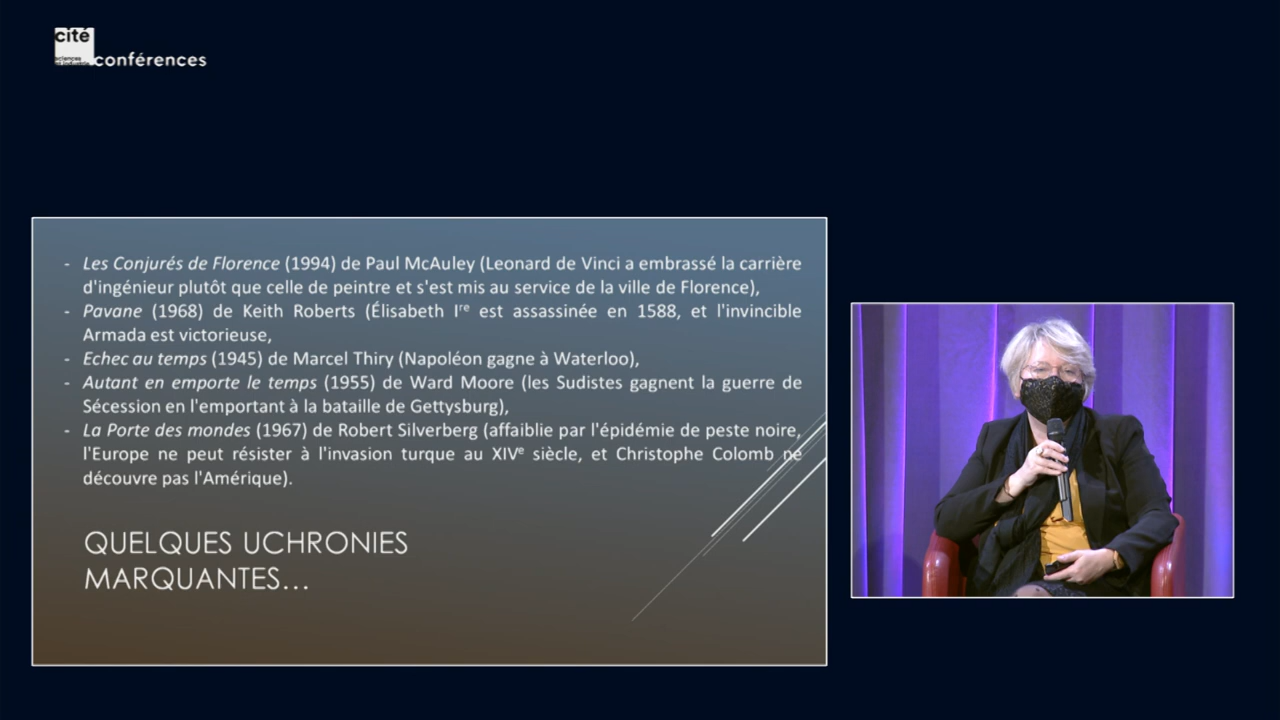 cité
sciences
et industrie
conférences
- Les Conjurés de Florence (1994) de Paul McAuley (Leonard de Vinci a embrassé la carrière
d'ingénieur plutôt que celle de peintre et s'est mis au service de la ville de Florence),
- Pavane (1968) de Keith Roberts (Élisabeth Iʳᵉ est assassinée en 1588, et l'invincible
Armada est victorieuse,
- Echec au temps (1945) de Marcel Thiry (Napoléon gagne à Waterloo),
- Autant en emporte le temps (1955) de Ward Moore (les Sudistes gagnent la guerre de
Sécession en l'emportant à la bataille de Gettysburg),
- La Porte des mondes (1967) de Robert Silverberg (affaiblie par l'épidémie de peste noire,
l'Europe ne peut résister à l'invasion turque au XIVᵉ siècle, et Christophe Colomb ne
découvre pas l'Amérique).
QUELQUES UCHRONIES
MARQUANTES...